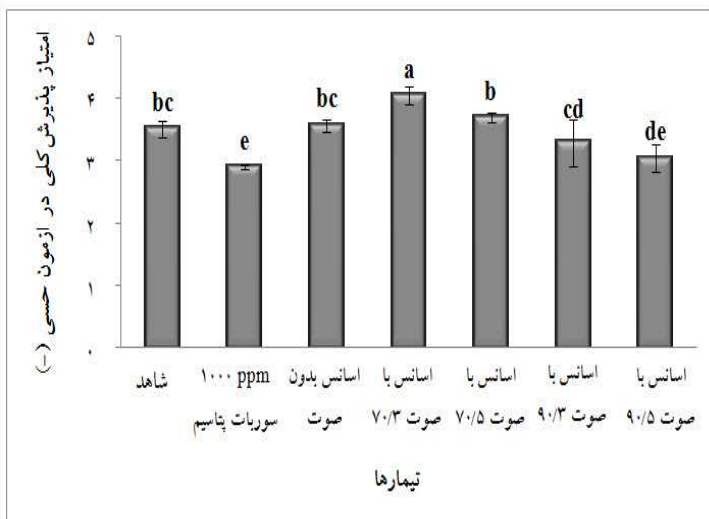 امتیاز پذیرش کلی در ازمون حسی (-)
۵
۴
۳
۲
۱
۰
bc
e
bc
a
b
cd
de
شاهد
۱۰۰۰ ppm
سوربات پتاسیم
اسانس بدون
صوت
اسانس با
صوت ۷۰/۳
اسانس با
صوت ۷۰/۵
اسانس با
صوت ۹۰/۳
اسانس با
صوت ۹۰/۵
تیمارها